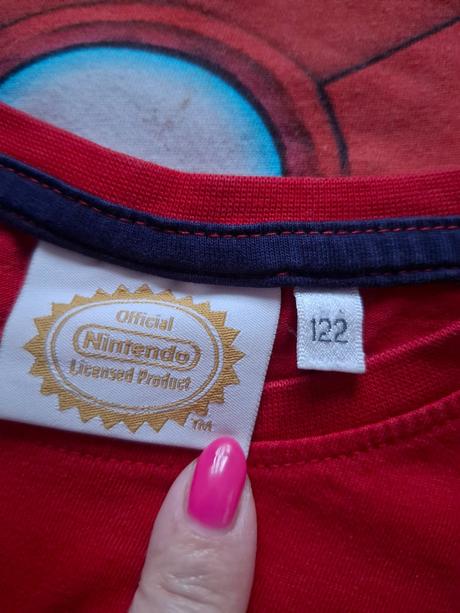 Official
Nintendo
Licensed Product
TM
122